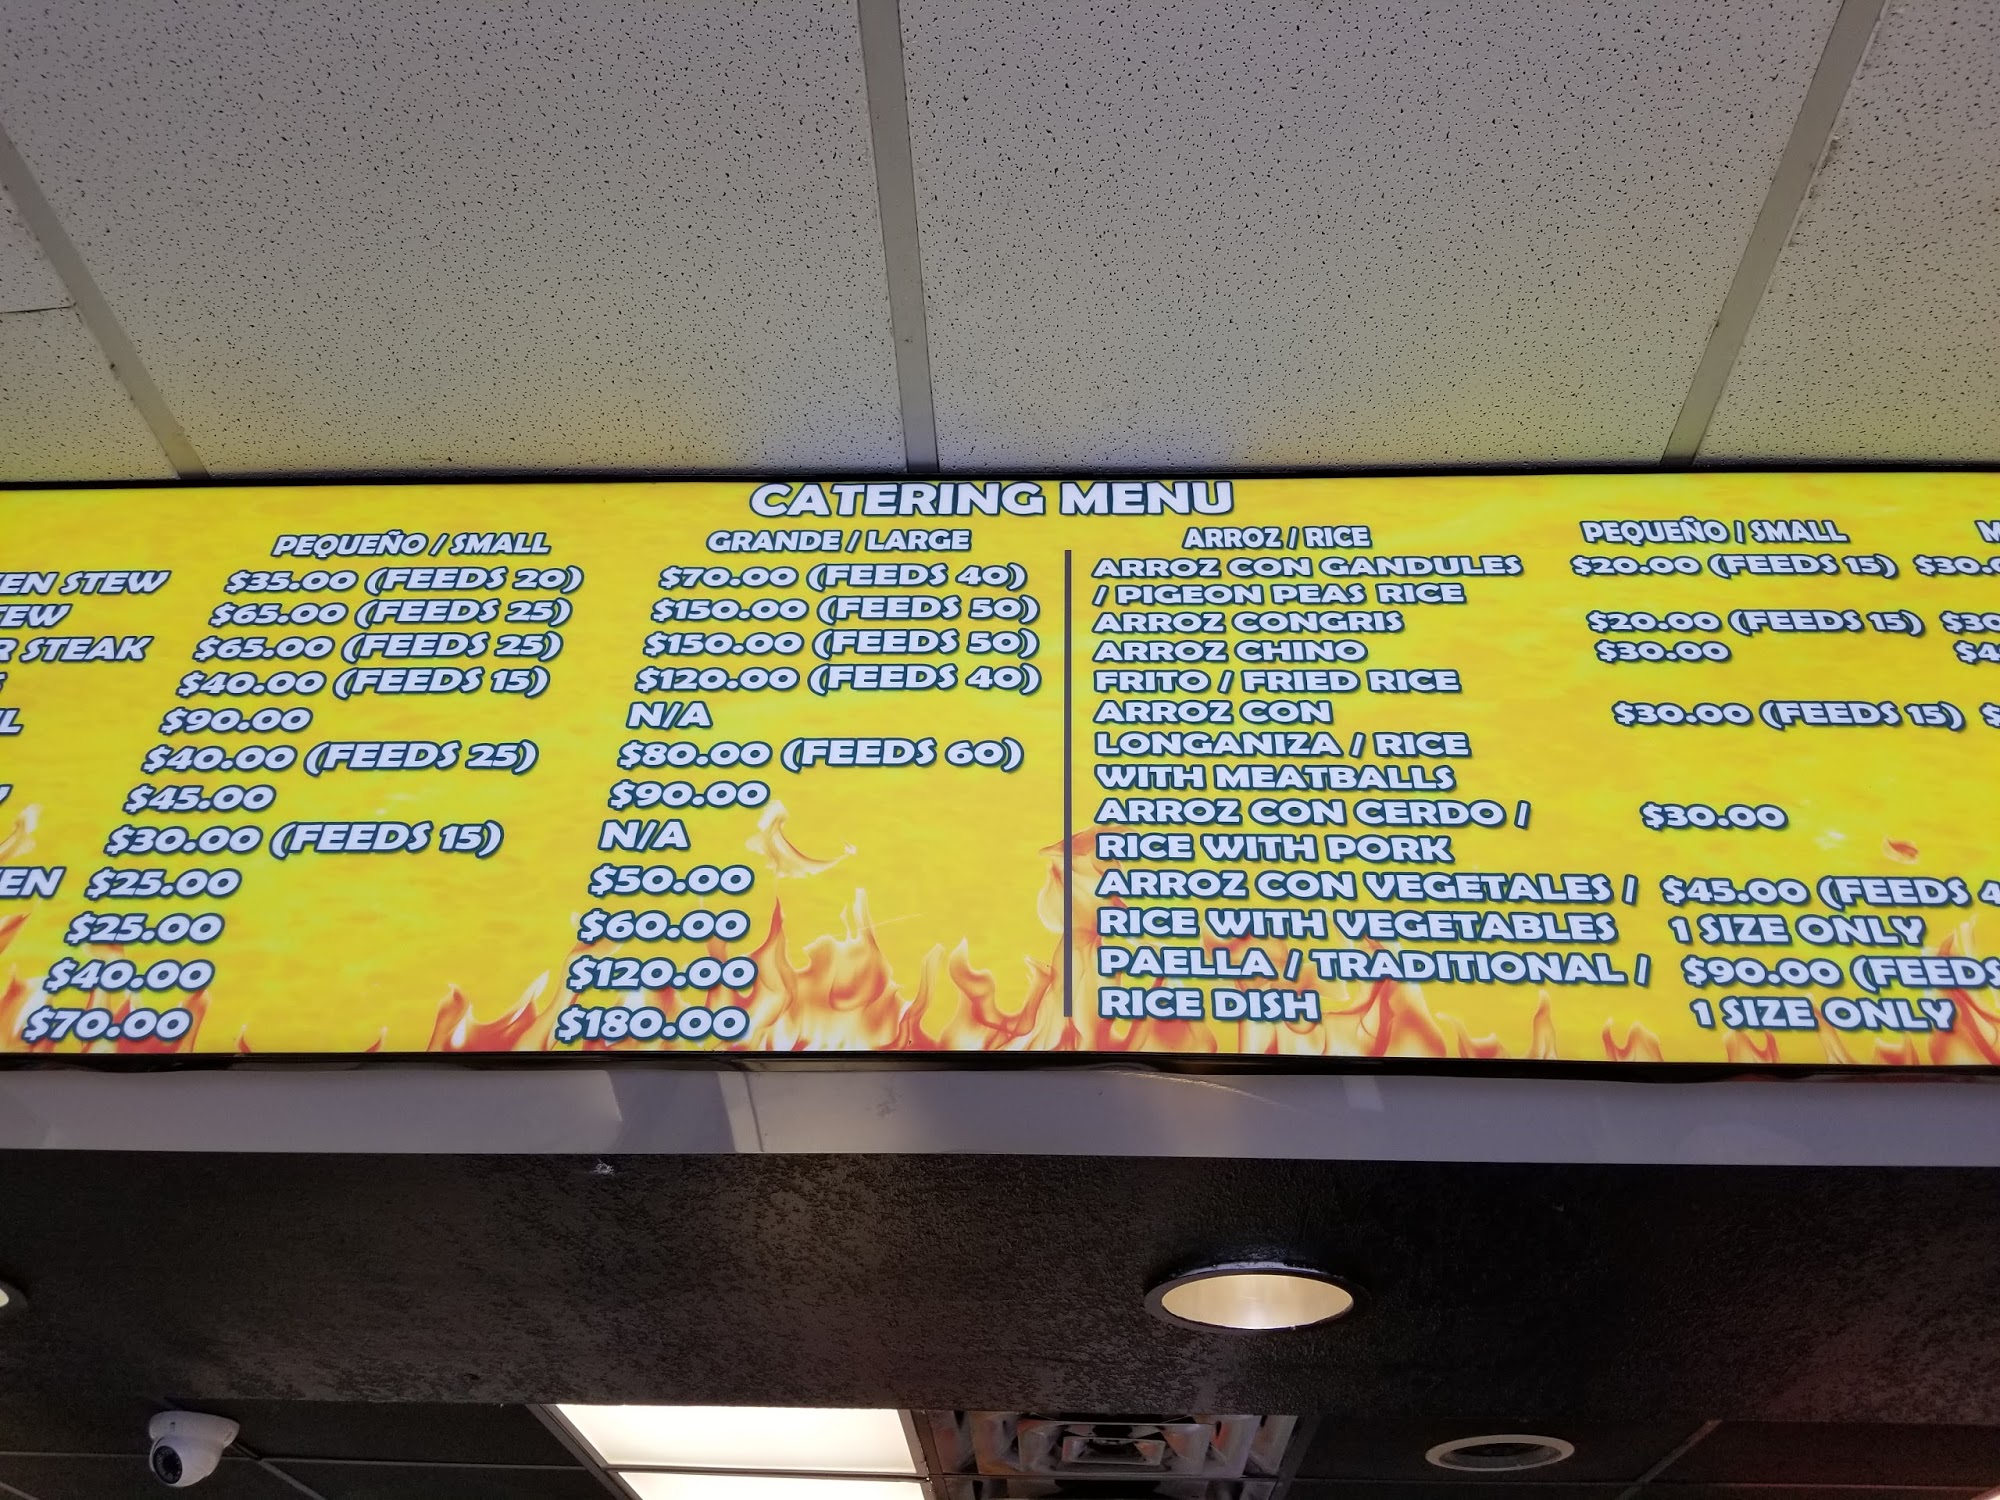 CATERING MENU
PEQUEÑO / SMALL GRANDE / LARGE
STEW $35.00 (FEEDS 20) $70.00 (FEEDS 40)
$65.00 (FEEDS 25) $150.00 (FEEDS 50)
STEAK $65.00 (FEEDS 25) $150.00 (FEEDS 50)
$40.00 (FEEDS 15) $120.00 (FEEDS 40)
$90.00 N/A
$40.00 (FEEDS 25) $80.00 (FEEDS 60)
$45.00 $90.00
$30.00 (FEEDS 15) N/A
$25.00 $50.00
$25.00 $60.00
$40.00 $120.00
$70.00 $180.00
ARROZ / RICE PEQUEÑO / SMALL
ARROZ CON GANDULES $20.00 (FEEDS 15)
/ PIGEON PEAS RICE
ARROZ CONGRIS $20.00 (FEEDS 15)
ARROZ CHINO $30.00
FRITO / FRIED RICE
ARROZ CON $30.00 (FEEDS 15)
LONGANIZA / RICE
WITH MEATBALLS
ARROZ CON CERDO / $30.00
RICE WITH PORK
ARROZ CON VEGETALES / $45.00 (FEEDS
RICE WITH VEGETABLES 1 SIZE ONLY
PAELLA / TRADITIONAL / $90.00 (FEEDS
RICE DISH 1 SIZE ONLY